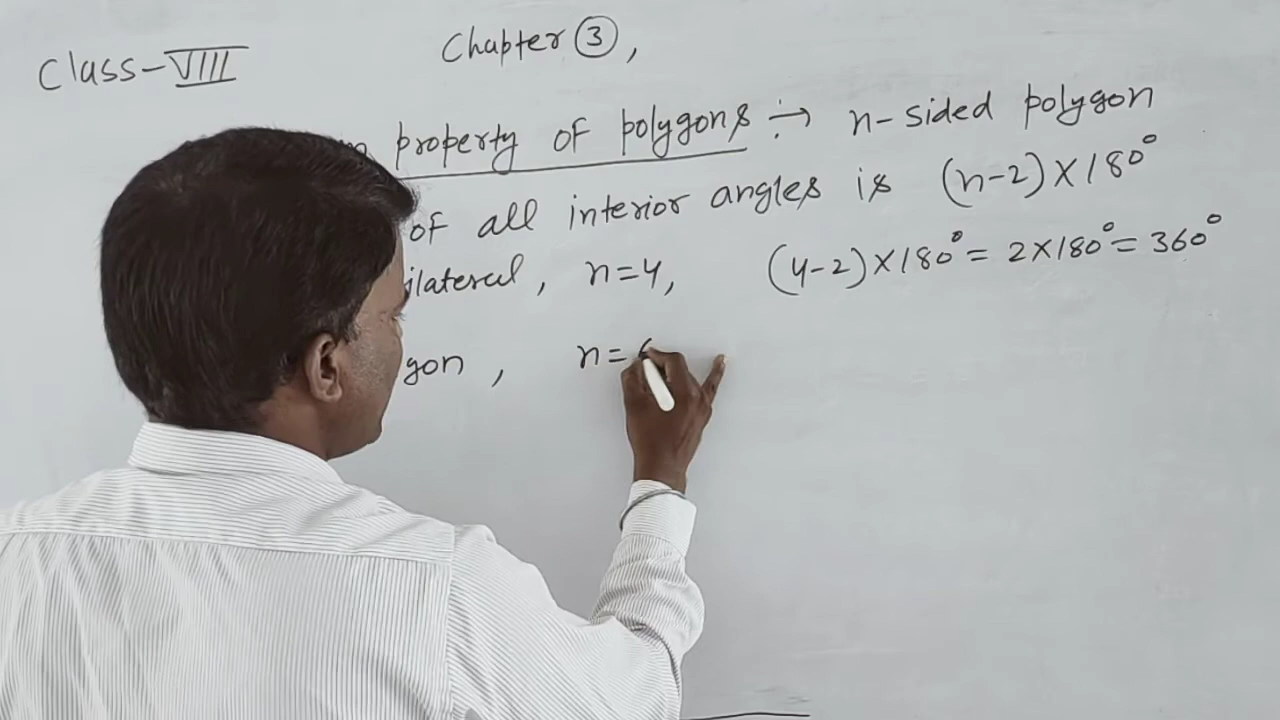 Class-VIII
Chapter 3,
property of polygons :→ n-sided polygon
of all interior angles is (n-2)×180°
ilateral, n=4, (4-2)×180°= 2×180°= 360°
gon, n=